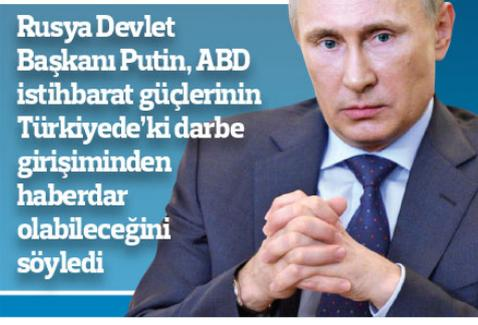 Rusya Devlet
Başkanı Putin, ABD
istihbarat güçlerinin
Türkiyede'ki darbe
girişiminden
haberdar
olabileceğini
söyledi